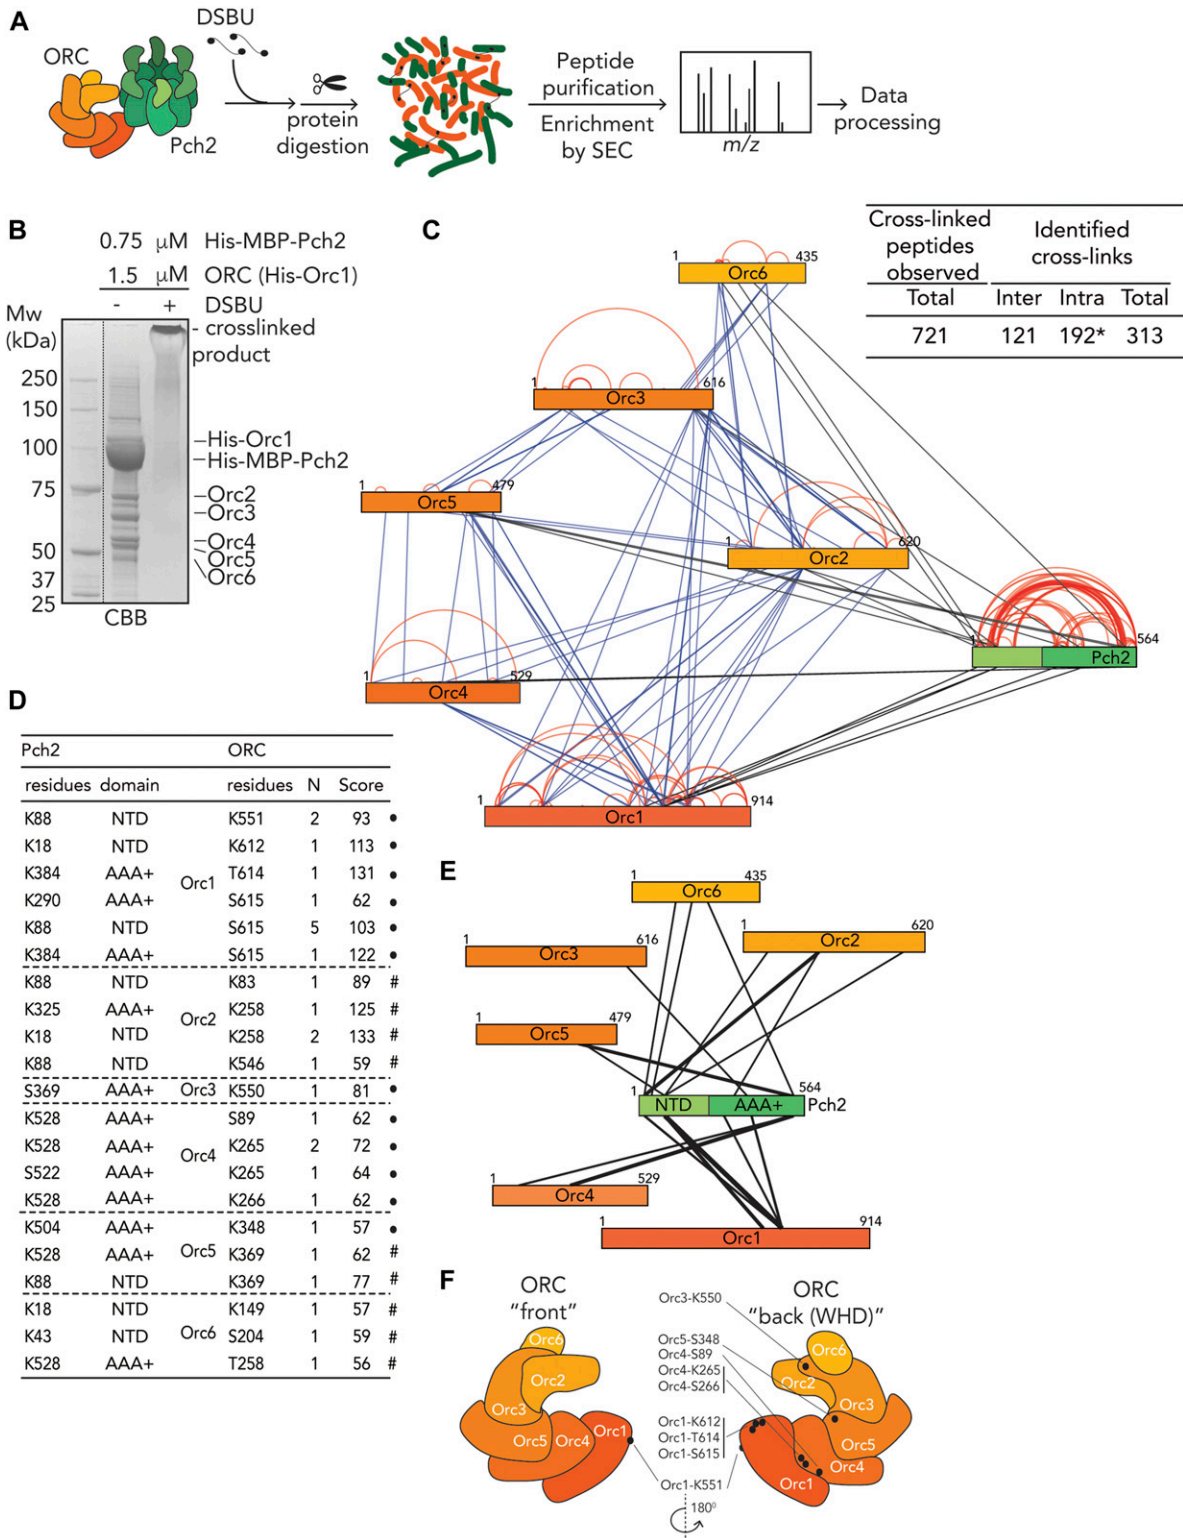 A
DSBU
ORC
Pch2
protein
digestion
Peptide
purification
Enrichment
by SEC
m/z
Data
processing
B
0.75 µM His-MBP-Pch2
1.5 µM ORC (His-Orc1)
- + DSBU
Mw
(kDa)
- crosslinked
product
250
150
100
75
50
37
25
His-Orc1
His-MBP-Pch2
Orc2
Orc3
Orc4
Orc5
Orc6
CBB
C
Cross-linked peptides observed Identified cross-links
Total Inter Intra Total
721 121 192* 313
1 435
Orc6
1 616
Orc3
1 479
Orc5
1 620
Orc2
1 564
Pch2
1 529
Orc4
1 914
Orc1
D
Pch2 ORC
residues domain residues N Score
K88 NTD K551 2 93 •
K18 NTD K612 1 113 •
K384 AAA+ T614 1 131 •
Orc1
K290 AAA+ S615 1 62 •
K88 NTD S615 5 103 •
K384 AAA+ S615 1 122 •
K88 NTD K83 1 89 #
K325 AAA+ K258 1 125 #
Orc2
K18 NTD K258 2 133 #
K88 NTD K546 1 59 #
S369 AAA+ Orc3 K550 1 81 •
K528 AAA+ S89 1 62 •
K528 AAA+ K265 2 72 •
Orc4
S522 AAA+ K265 1 64 •
K528 AAA+ K266 1 62 •
K504 AAA+ K348 1 57 •
K528 AAA+ Orc5 K369 1 62 #
K88 NTD K369 1 77 #
K18 NTD K149 1 57 #
K43 NTD Orc6 S204 1 59 #
K528 AAA+ T258 1 56 #
E
1 435
Orc6
1 616
Orc3
1 620
Orc2
1 479
Orc5
1 564
NTD AAA+ Pch2
1 529
Orc4
1 914
Orc1
F
ORC
"front"
Orc6
Orc2
Orc3
Orc5
Orc4
Orc1
ORC
"back (WHD)"
Orc3-K550
Orc5-S348
Orc4-S89
Orc4-K265
Orc4-S266
Orc1-K612
Orc1-T614
Orc1-S615
Orc1-K551
180⁰
Orc6
Orc2
Orc3
Orc5
Orc4
Orc1